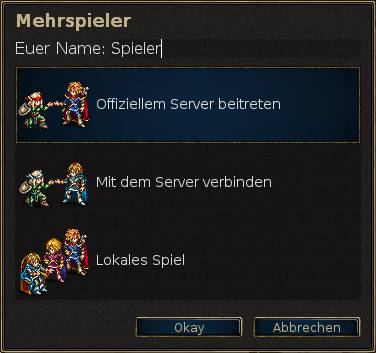 Mehrspieler
Euer Name: Spieler
Offiziellem Server beitreten
Mit dem Server verbinden
Lokales Spiel
Okay
Abbrechen